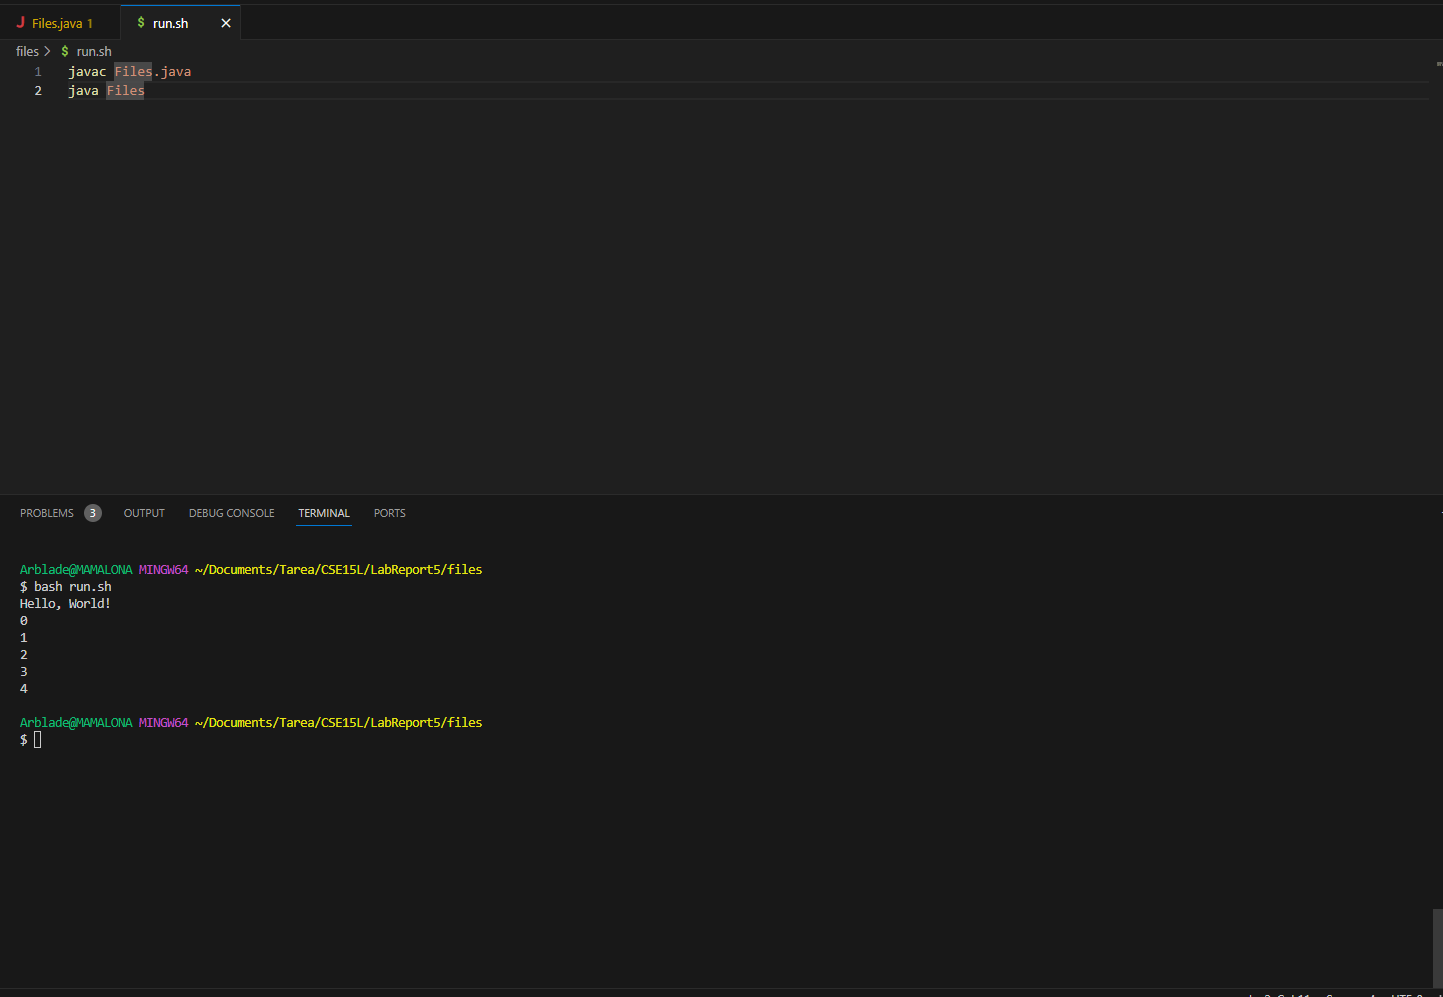 J Files.java 1
$ run.sh ×
files > $ run.sh
1 javac Files.java
2 java Files
PROBLEMS 3 OUTPUT DEBUG CONSOLE TERMINAL PORTS
Arblade@MAMALONA MINGW64 ~/Documents/Tarea/CSE15L/LabReport5/files
$ bash run.sh
Hello, World!
0
1
2
3
4
Arblade@MAMALONA MINGW64 ~/Documents/Tarea/CSE15L/LabReport5/files
$